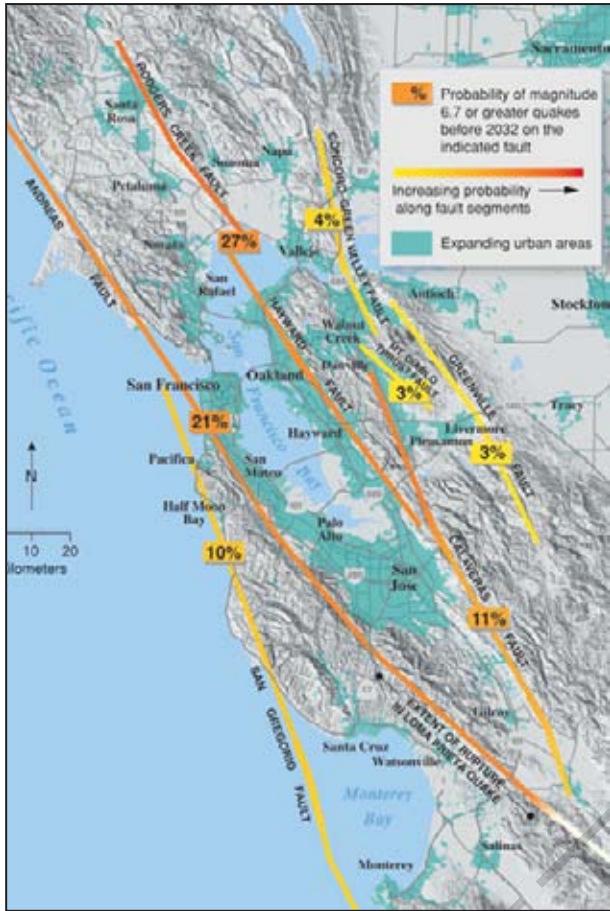 Sacramento
%
Probability of magnitude
6.7 or greater quakes
before 2032 on the
indicated fault
Increasing probability
along fault segments
Expanding urban areas
RODGERS CREEK FAULT
Santa
Rosa
Sonoma
Napa
CONCORD GREEN VALLEY FAULT
4%
Petaluma
ANDREAS FAULT
27%
Novato
Vallejo
San
Rafael
Antioch
Stockton
cific Ocean
San Francisco Bay
HAYWARD FAULT
Walnut
Creek
MT. DIABLO
THRUST FAULT
GREENVILLE FAULT
Danville
San Francisco
Oakland
3%
Tracy
21%
Hayward
Livermore
Pleasanton
3%
Pacifica
San
Mateo
N
Half Moon
Bay
Palo
Alto
10 20
ilometers
10%
San
Jose
CALAVERAS FAULT
11%
SAN GREGORIO FAULT
EXTENT OF RUPTURE
IN LOMA PRIETA QUAKE
Gilroy
Santa Cruz
Watsonville
Monterey
Bay
Salinas
Monterey